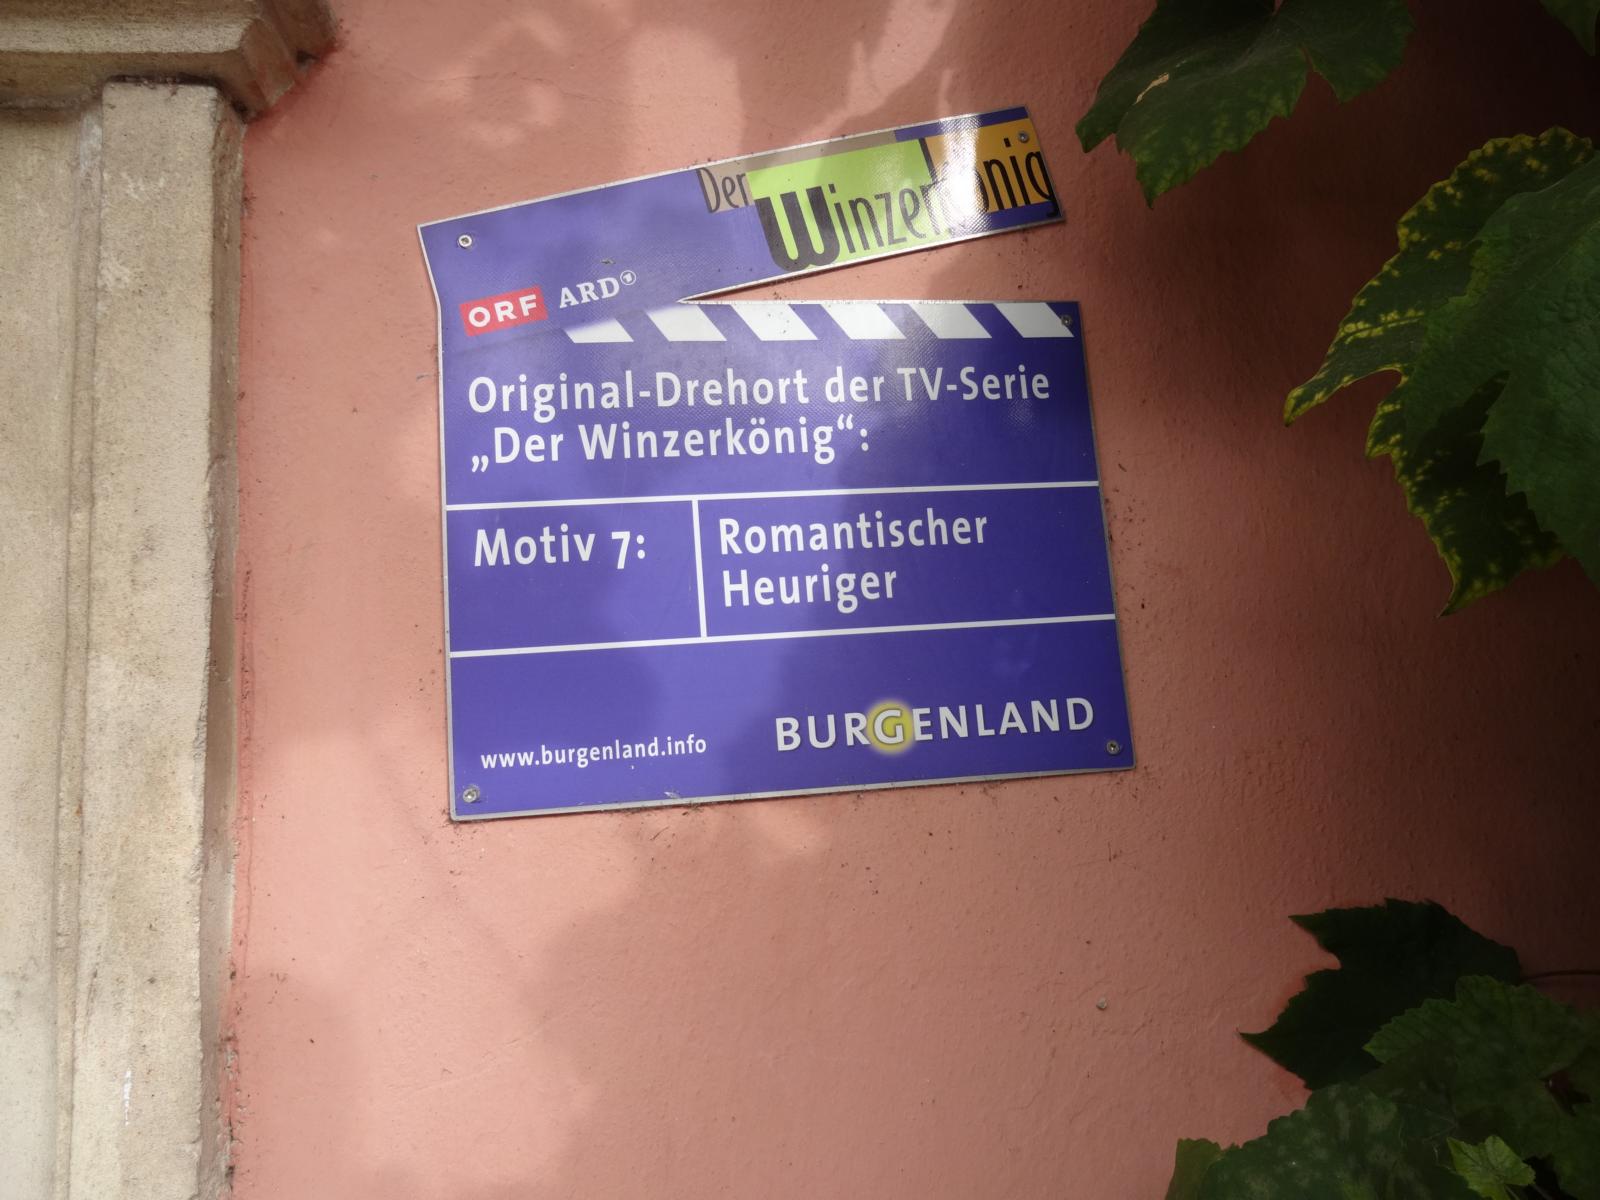 Der Winzerkönig
ORF ARD
Original-Drehort der TV-Serie
„Der Winzerkönig“:
Motiv 7:
Romantischer
Heuriger
www.burgenland.info
BURGENLAND